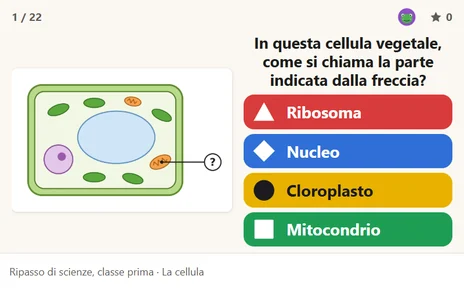 1 / 22
★ 0
In questa cellula vegetale,
come si chiama la parte
indicata dalla freccia?
?
Ribosoma
Nucleo
Cloroplasto
Mitocondrio
Ripasso di scienze, classe prima · La cellula